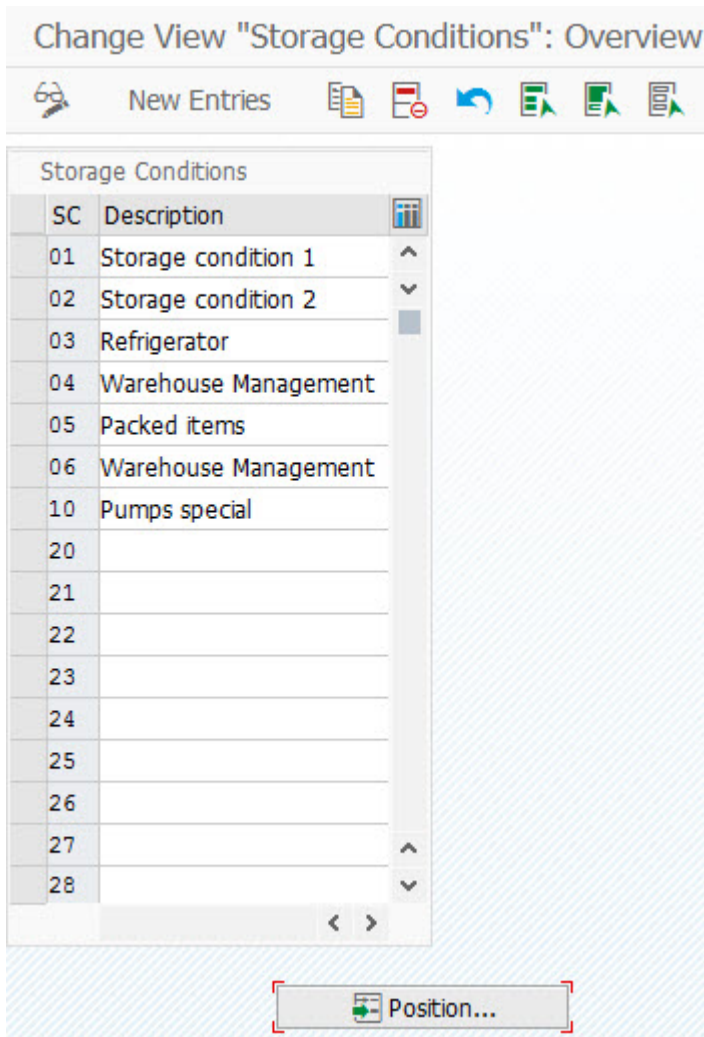 Change View "Storage Conditions": Overview
New Entries
Storage Conditions
SC Description
01 Storage condition 1
02 Storage condition 2
03 Refrigerator
04 Warehouse Management
05 Packed items
06 Warehouse Management
10 Pumps special
20
21
22
23
24
25
26
27
28
Position...